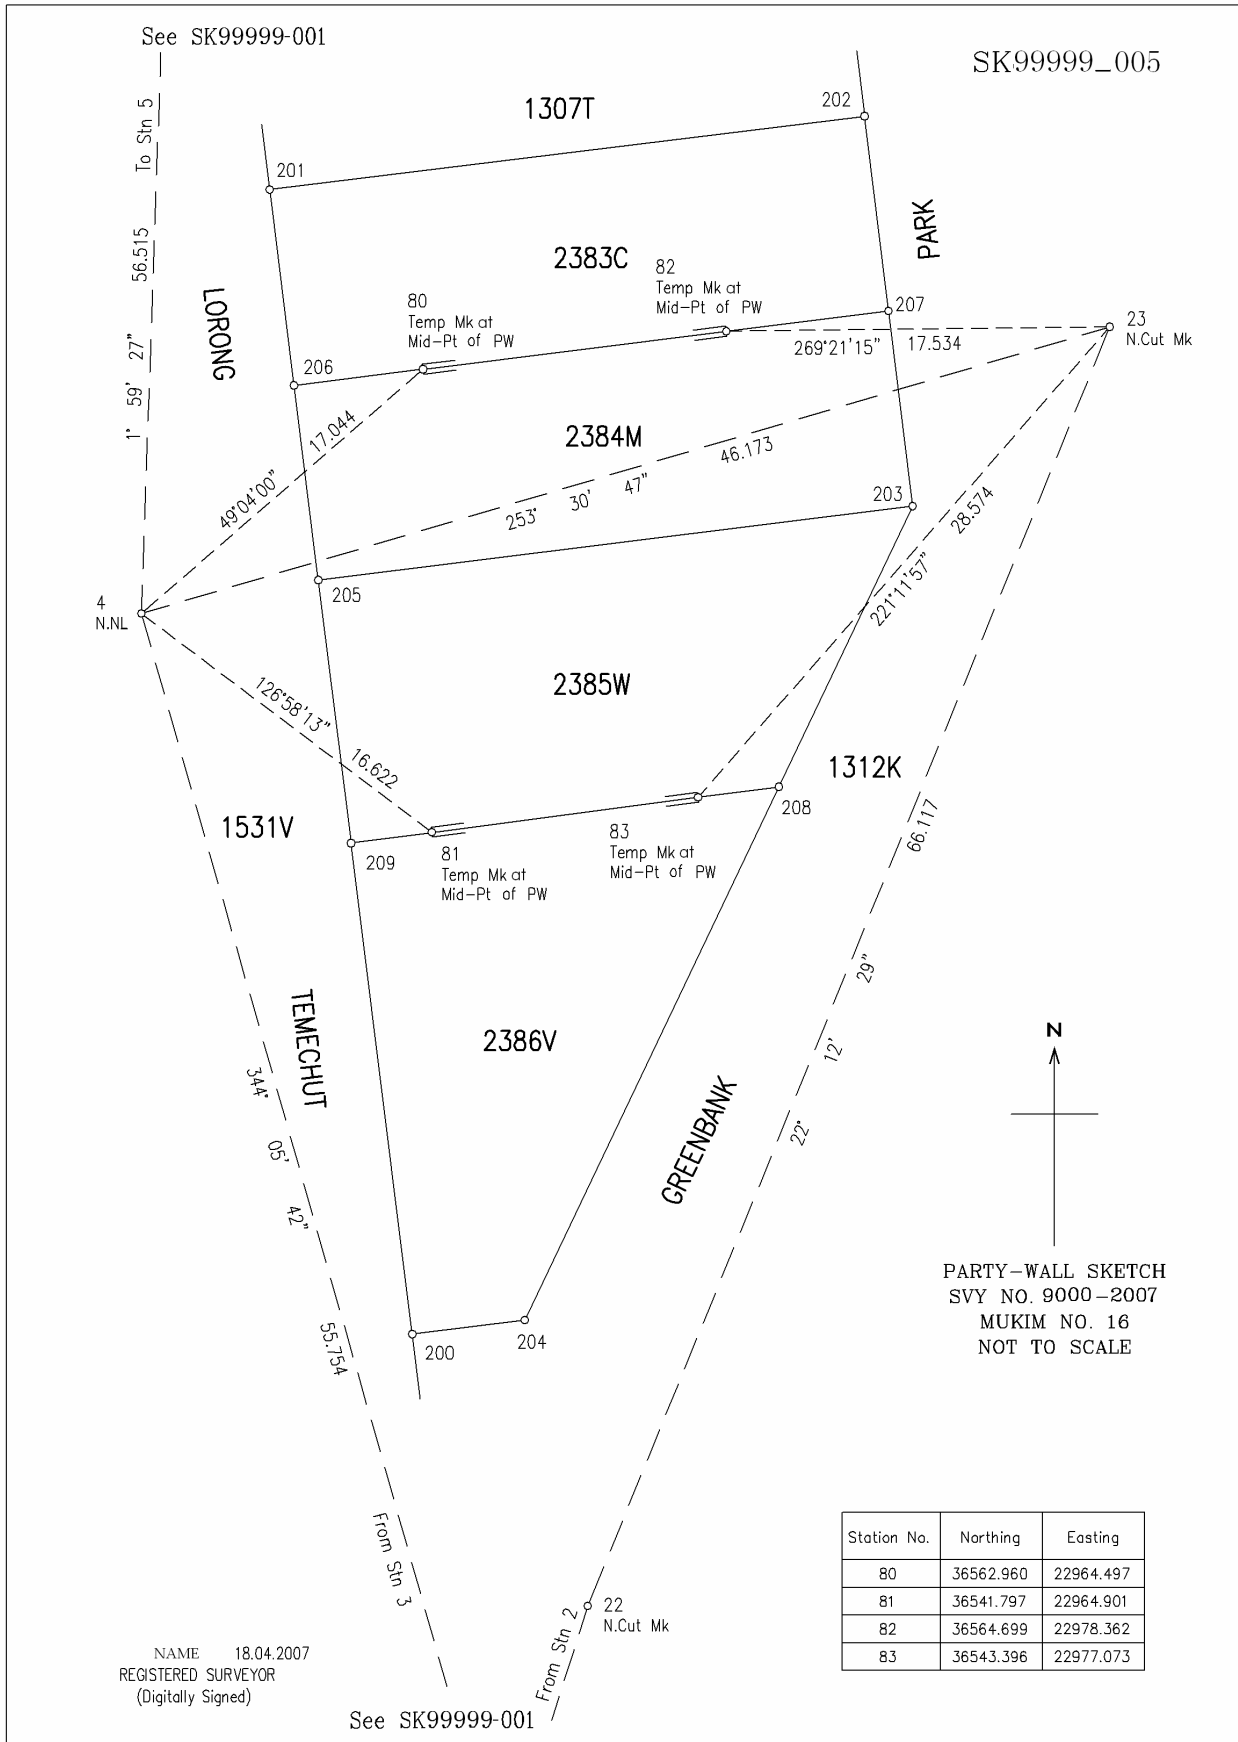 See SK99999-001
SK99999_005
To Stn 5
56.515
1° 59' 27"
1307T
202
201
LORONG
2383C
PARK
82
Temp Mk at
Mid-Pt of PW
80
Temp Mk at
Mid-Pt of PW
207
23
N.Cut Mk
269°21'15"
17.534
206
17.044
49°04'00"
2384M
46.173
253° 30' 47"
203
28.574
221°11'57"
205
4
N.NL
126°58'13"
16.622
2385W
1312K
208
66.117
1531V
209
81
Temp Mk at
Mid-Pt of PW
83
Temp Mk at
Mid-Pt of PW
29"
12'
22°
TEMECHUT
2386V
344°
05'
42"
GREENBANK
N
PARTY-WALL SKETCH
SVY NO. 9000-2007
MUKIM NO. 16
NOT TO SCALE
55.754
200
204
From Stn 3
From Stn 2
22
N.Cut Mk
Station No. Northing Easting
80 36562.960 22964.497
81 36541.797 22964.901
82 36564.699 22978.362
83 36543.396 22977.073
NAME 18.04.2007
REGISTERED SURVEYOR
(Digitally Signed)
See SK99999-001